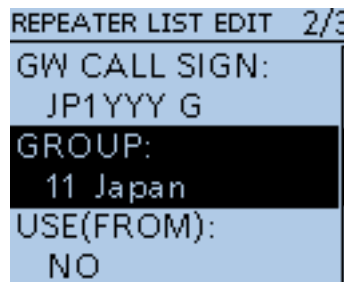 REPEATER LIST EDIT 2/3
GW CALL SIGN:
JP1YYY G
GROUP:
11 Japan
USE(FROM):
NO